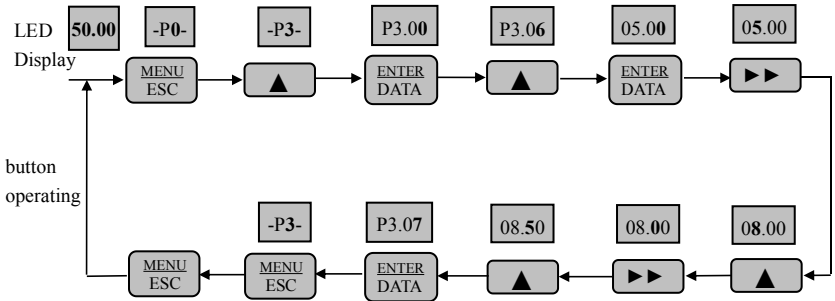 LED
Display
50.00
-P0-
-P3-
P3.00
P3.06
05.00
05.00
MENU
ESC
▲
ENTER
DATA
▲
ENTER
DATA
►►
button
operating
-P3-
P3.07
08.50
08.00
08.00
MENU
ESC
MENU
ESC
ENTER
DATA
▲
►►
▲